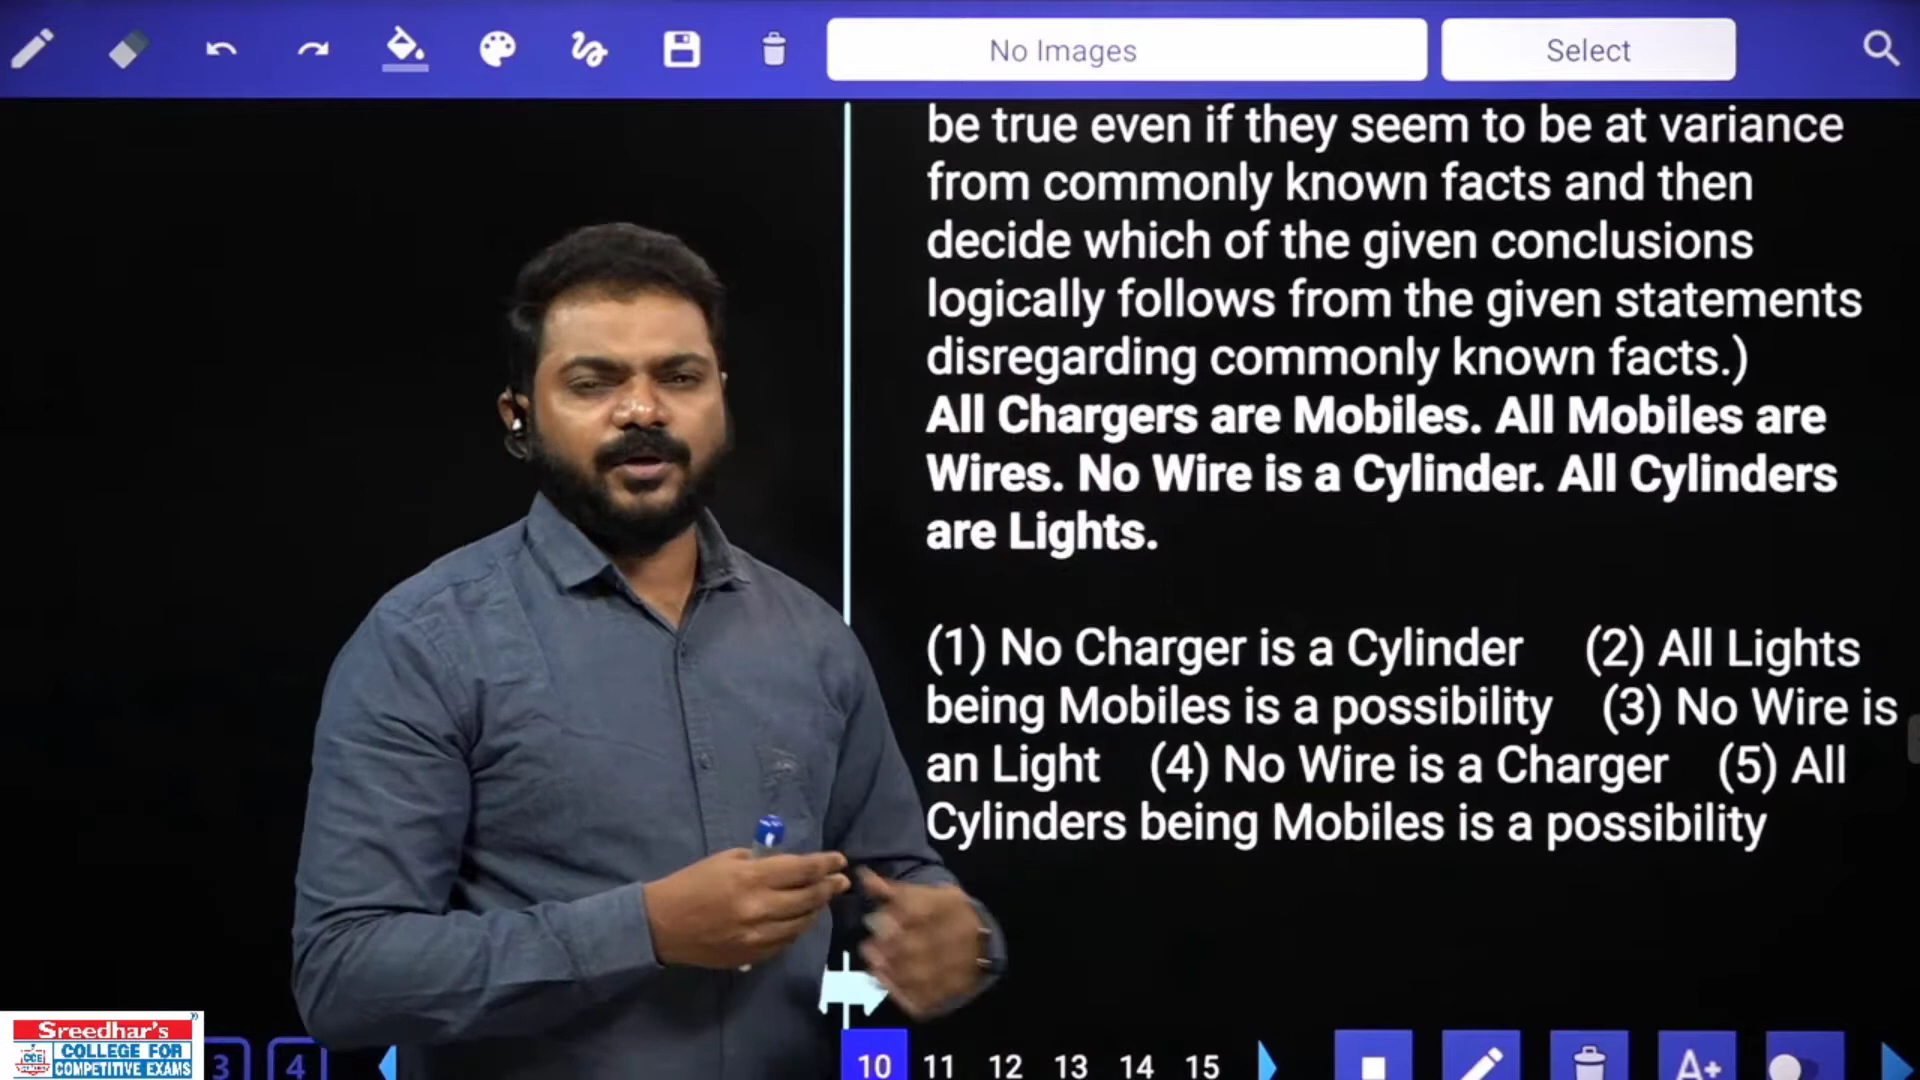 No Images
Select
be true even if they seem to be at variance
from commonly known facts and then
decide which of the given conclusions
logically follows from the given statements
disregarding commonly known facts.)
All Chargers are Mobiles. All Mobiles are
Wires. No Wire is a Cylinder. All Cylinders
are Lights.
(1) No Charger is a Cylinder (2) All Lights
being Mobiles is a possibility (3) No Wire is
an Light (4) No Wire is a Charger (5) All
Cylinders being Mobiles is a possibility
Sreedhar's
CCE
COLLEGE FOR
COMPETITIVE EXAMS
3 4
10 11 12 13 14 15
A+